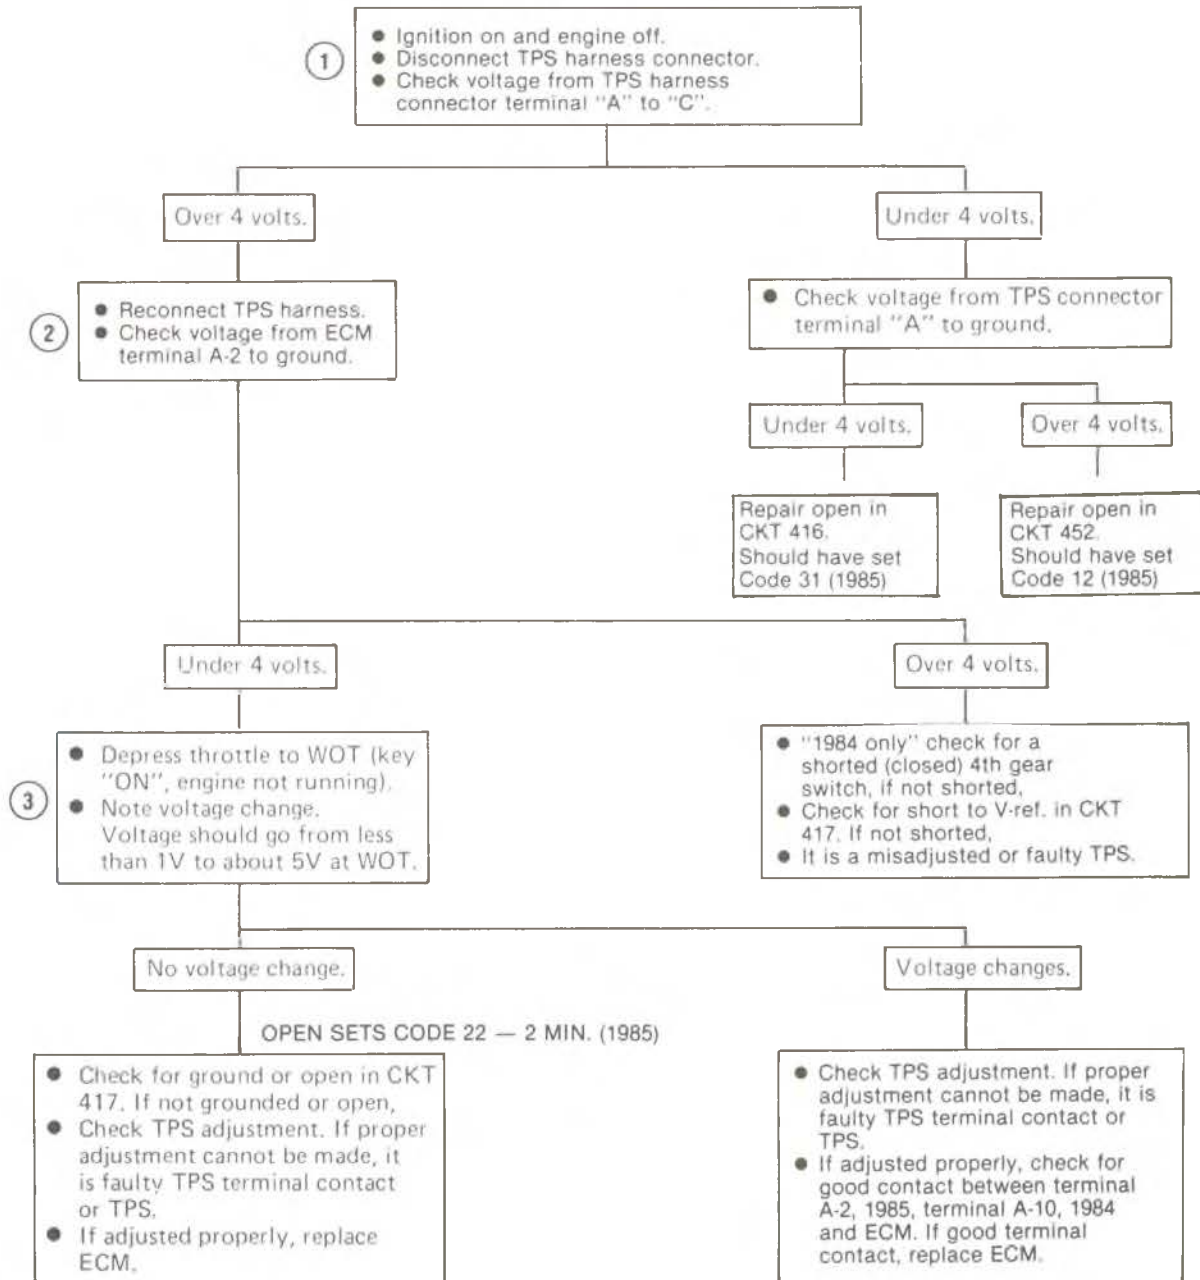 1
● Ignition on and engine off.
● Disconnect TPS harness connector.
● Check voltage from TPS harness
connector terminal "A" to "C".
Over 4 volts.
Under 4 volts.
2
● Reconnect TPS harness.
● Check voltage from ECM
terminal A-2 to ground.
● Check voltage from TPS connector
terminal "A" to ground.
Under 4 volts.
Over 4 volts.
Repair open in
CKT 416.
Should have set
Code 31 (1985)
Repair open in
CKT 452.
Should have set
Code 12 (1985)
Under 4 volts.
Over 4 volts.
3
● Depress throttle to WOT (key
"ON", engine not running).
● Note voltage change.
Voltage should go from less
than 1V to about 5V at WOT.
● "1984 only" check for a
shorted (closed) 4th gear
switch, if not shorted,
● Check for short to V-ref. in CKT
417. If not shorted,
● It is a misadjusted or faulty TPS.
No voltage change.
Voltage changes.
OPEN SETS CODE 22 — 2 MIN. (1985)
● Check for ground or open in CKT
417. If not grounded or open,
● Check TPS adjustment. If proper
adjustment cannot be made, it
is faulty TPS terminal contact
or TPS.
● If adjusted properly, replace
ECM.
● Check TPS adjustment. If proper
adjustment cannot be made, it is
faulty TPS terminal contact or
TPS.
● If adjusted properly, check for
good contact between terminal
A-2, 1985, terminal A-10, 1984
and ECM. If good terminal
contact, replace ECM.